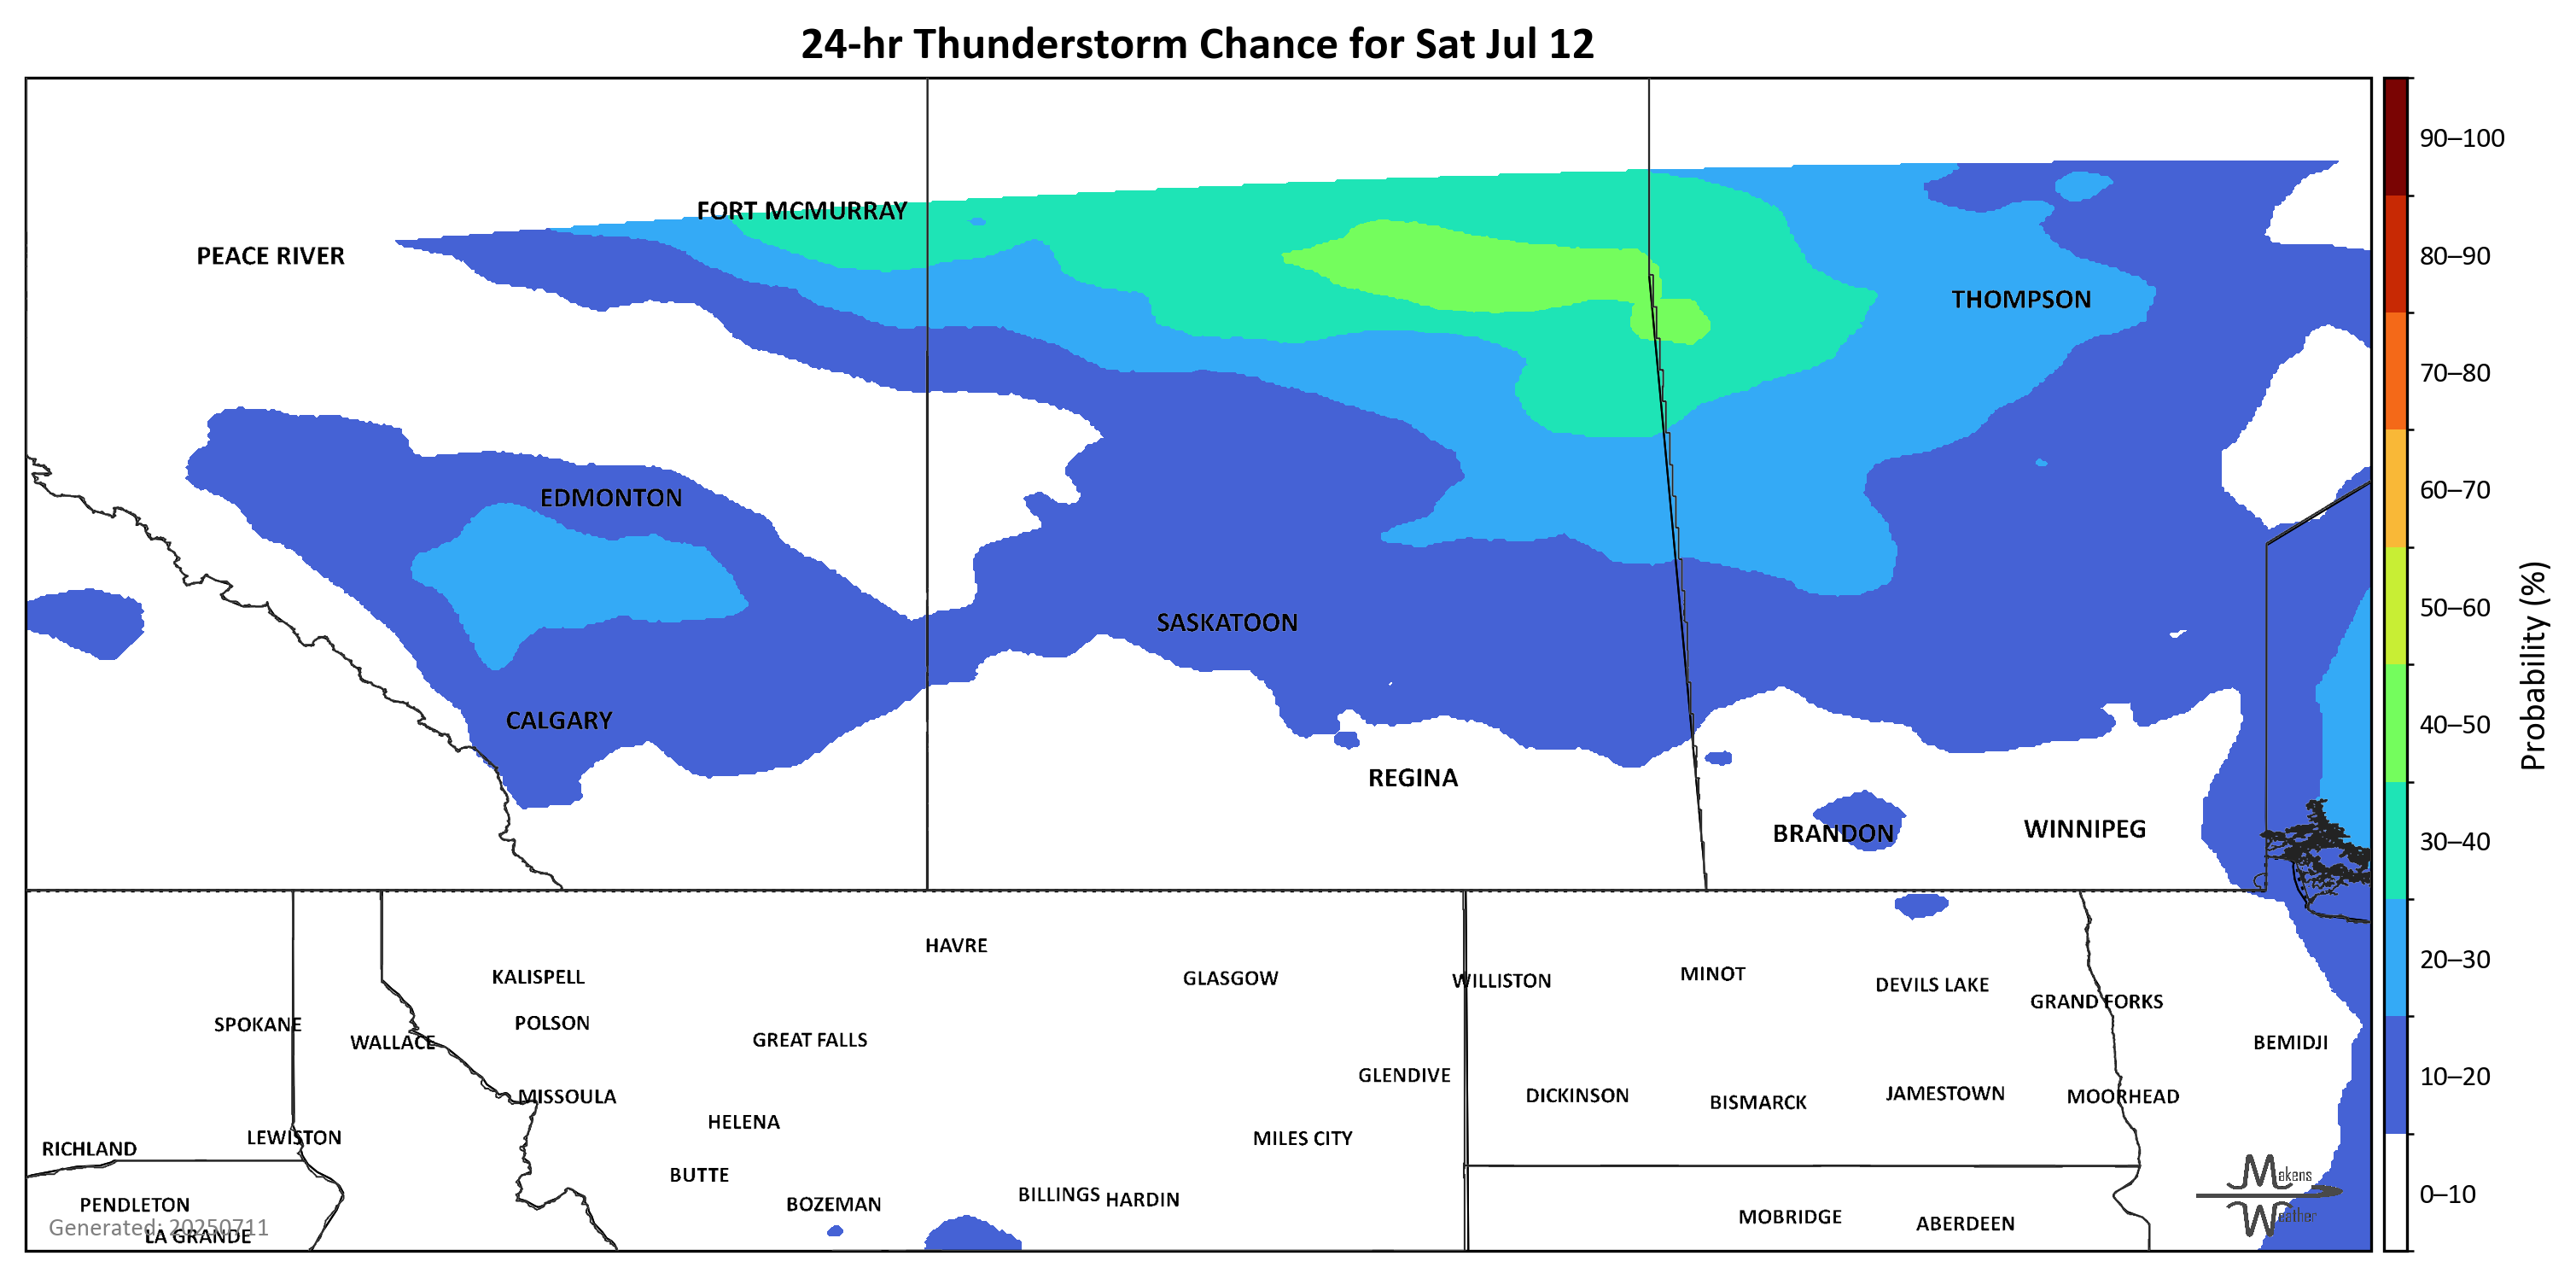 24-hr Thunderstorm Chance for Sat Jul 12
90–100
FORT MCMURRAY
PEACE RIVER
80–90
THOMPSON
70–80
60–70
EDMONTON
50–60
SASKATOON
Probability (%)
CALGARY
40–50
REGINA
30–40
BRANDON
WINNIPEG
HAVRE
20–30
KALISPELL
GLASGOW
WILLISTON
MINOT
DEVILS LAKE
GRAND FORKS
SPOKANE
POLSON
WALLACE
GREAT FALLS
BEMIDJI
10–20
GLENDIVE
MISSOULA
DICKINSON
BISMARCK
JAMESTOWN
MOORHEAD
HELENA
LEWISTON
MILES CITY
RICHLAND
BUTTE
Makens
0–10
BILLINGS
HARDIN
PENDLETON
BOZEMAN
Weather
MOBRIDGE
ABERDEEN
Generated: 20250711
LA GRANDE